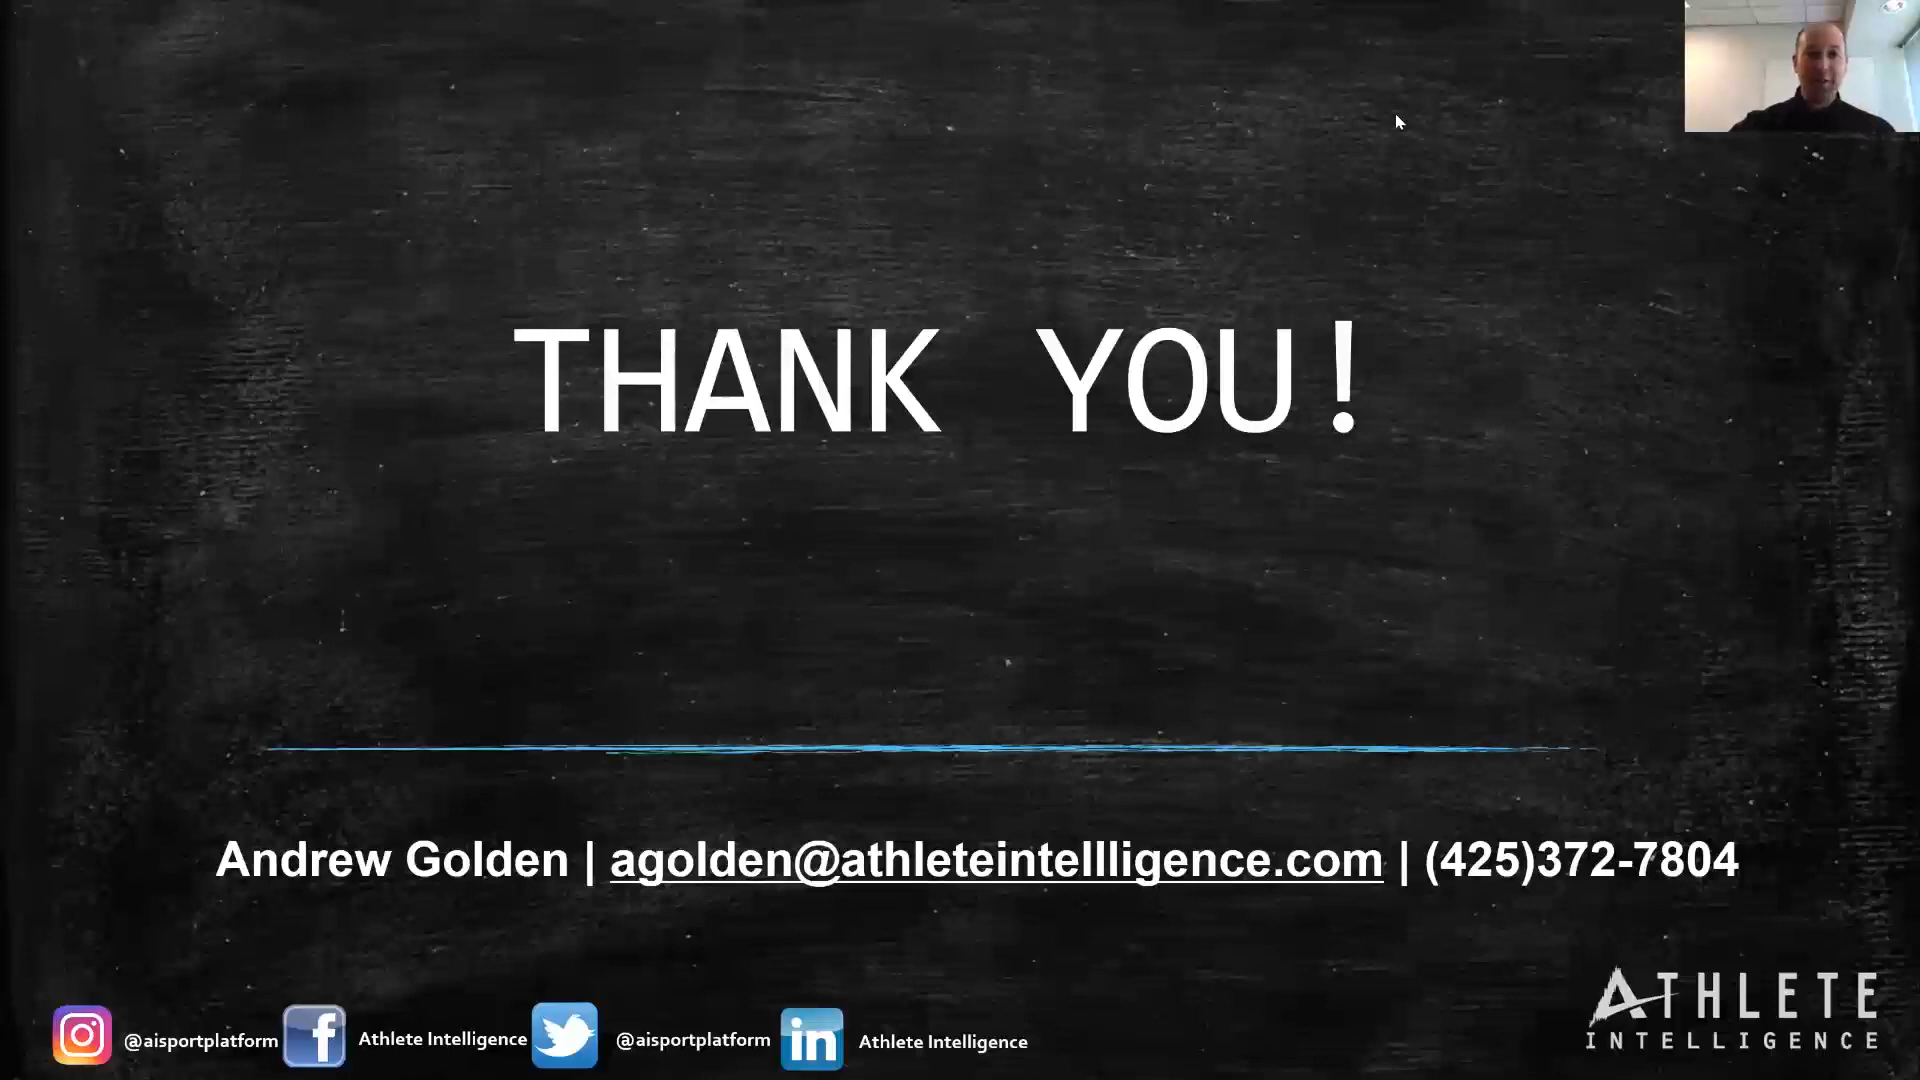 THANK YOU!
Andrew Golden | agolden@athleteintellligence.com | (425)372-7804
@aisportplatform Athlete Intelligence @aisportplatform Athlete Intelligence
ATHLETE
INTELLIGENCE